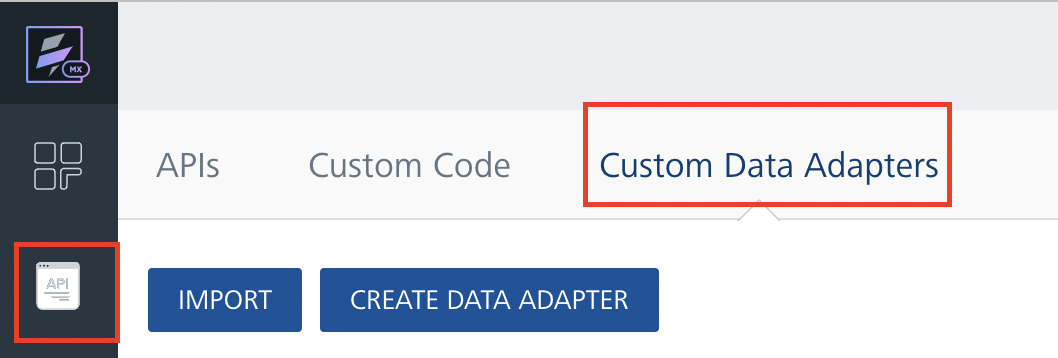 MX
APIs Custom Code Custom Data Adapters
API
IMPORT CREATE DATA ADAPTER